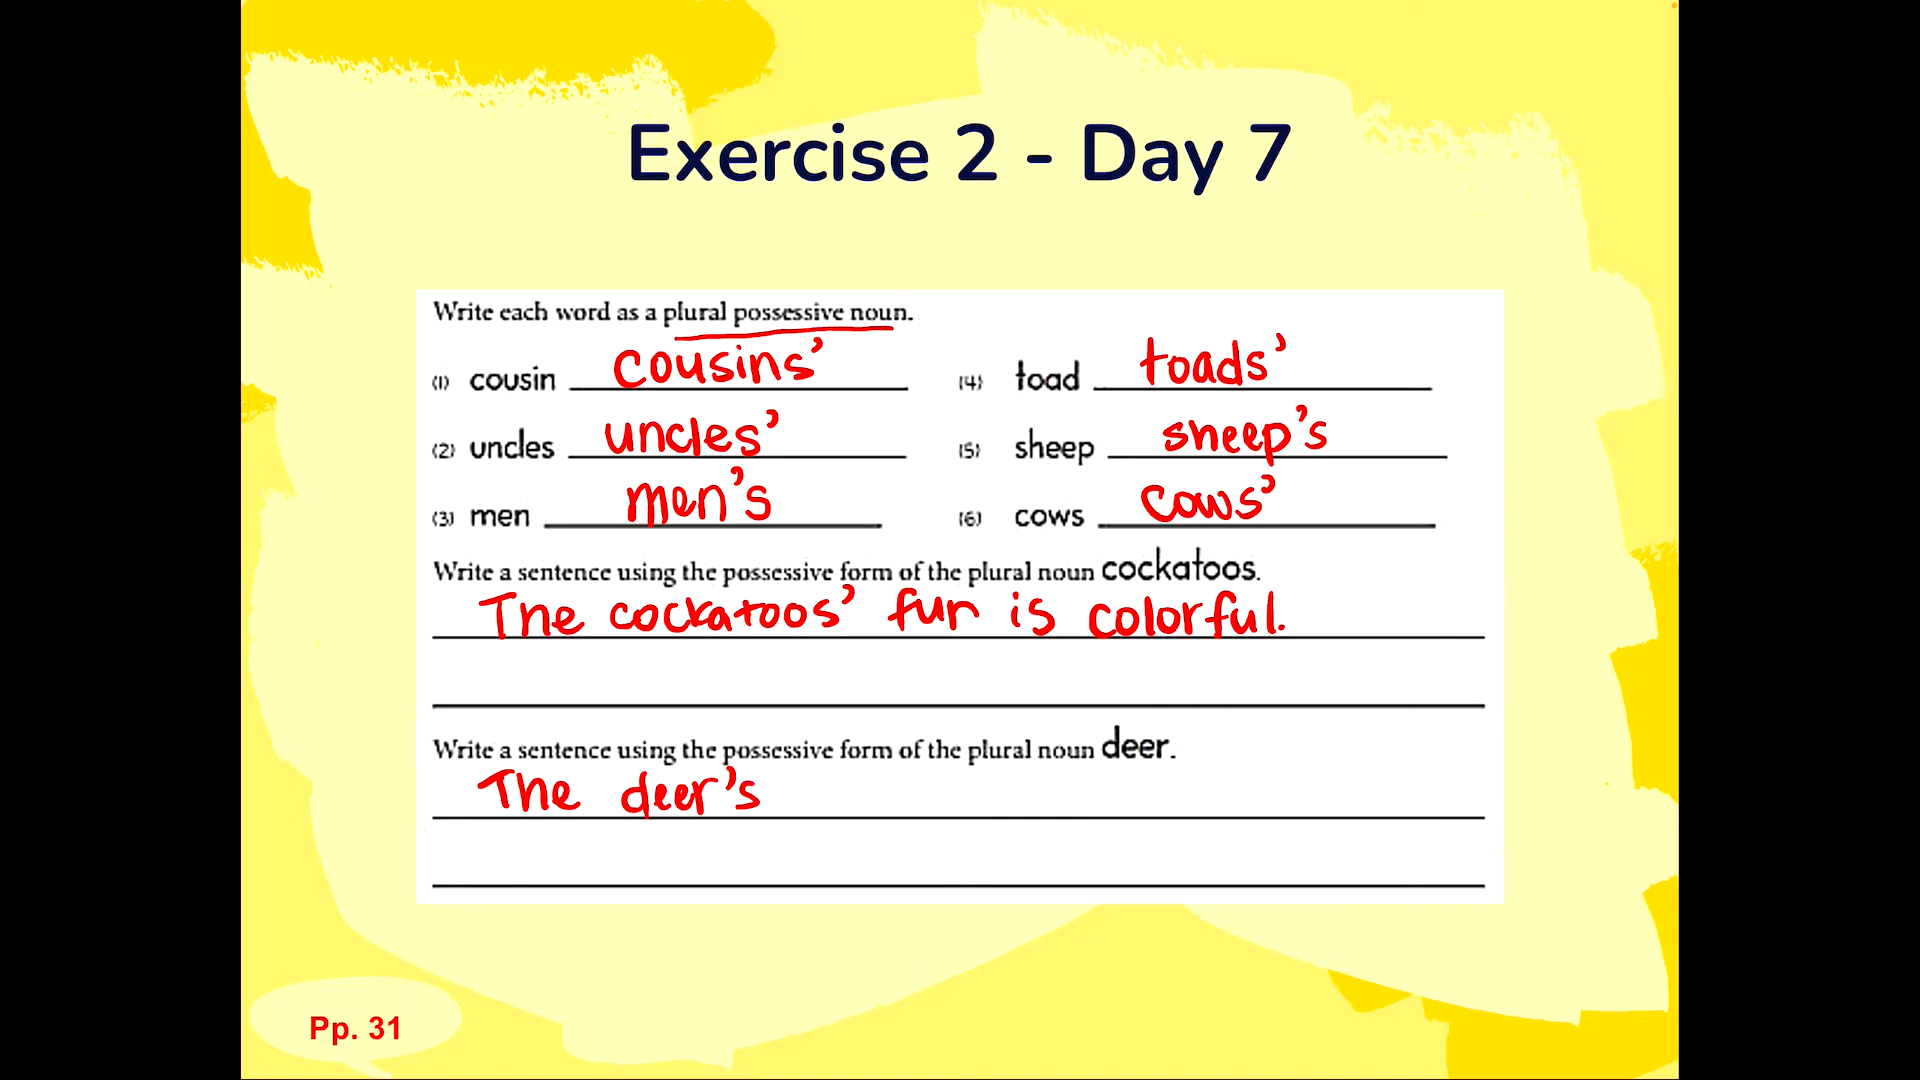 Exercise 2 - Day 7
Write each word as a plural possessive noun.
(1) cousin cousins' (4) toad toads'
(2) uncles uncles' (5) sheep sheep's
(3) men men's (6) cows cows'
Write a sentence using the possessive form of the plural noun cockatoos.
The cockatoos' fur is colorful.
Write a sentence using the possessive form of the plural noun deer.
The deer's
Pp. 31